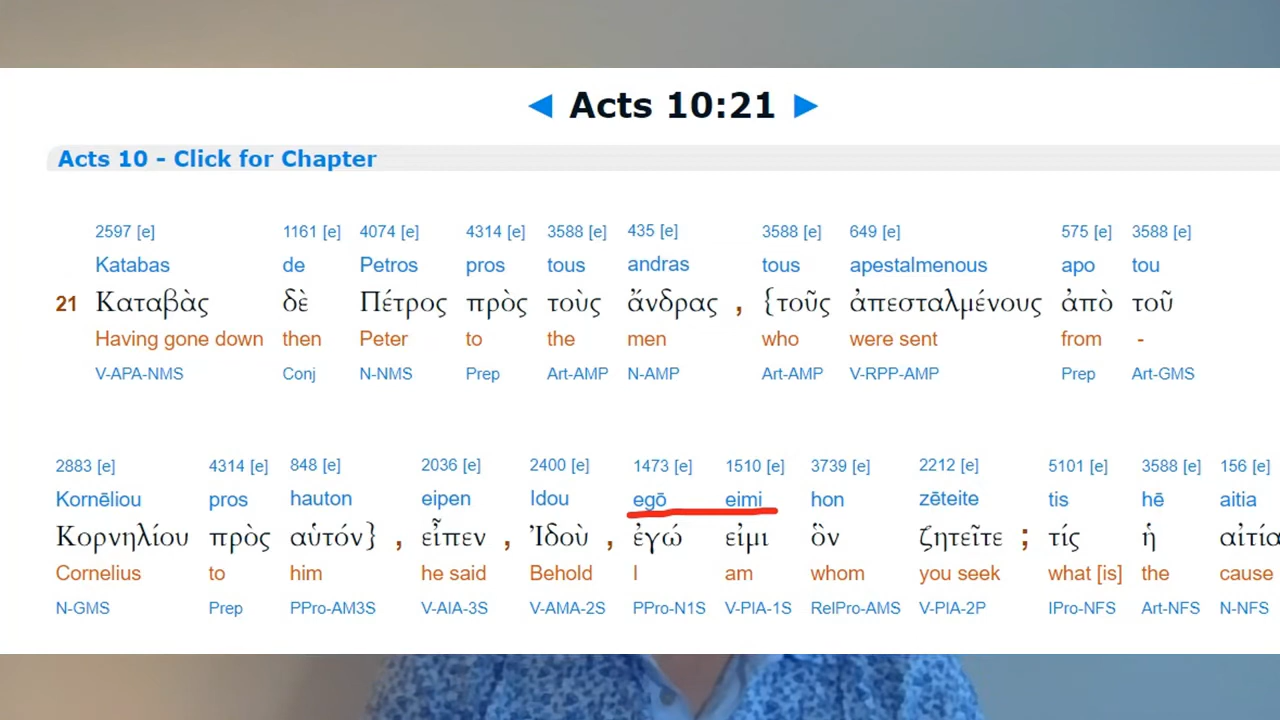 ◄ Acts 10:21 ►
Acts 10 - Click for Chapter
2597 [e] 1161 [e] 4074 [e] 4314 [e] 3588 [e] 435 [e] 3588 [e] 649 [e] 575 [e] 3588 [e]
Katabas de Petros pros tous andras tous apestalmenous apo tou
21 Καταβὰς δὲ Πέτρος πρὸς τοὺς ἄνδρας , {τοῦς ἀπεσταλμένους ἀπὸ τοῦ
Having gone down then Peter to the men who were sent from -
V-APA-NMS Conj N-NMS Prep Art-AMP N-AMP Art-AMP V-RPP-AMP Prep Art-GMS
2883 [e] 4314 [e] 848 [e] 2036 [e] 2400 [e] 1473 [e] 1510 [e] 3739 [e] 2212 [e] 5101 [e] 3588 [e] 156 [e]
Kornēliou pros hauton eipen Idou egō eimi hon zēteite tis hē aitia
Κορνηλίου πρὸς αὑτόν} , εἶπεν , Ἰδοὺ , ἐγώ εἰμι ὃν ζητεῖτε ; τίς ἡ αἰτία
Cornelius to him he said Behold I am whom you seek what [is] the cause
N-GMS Prep PPro-AM3S V-AIA-3S V-AMA-2S PPro-N1S V-PIA-1S RelPro-AMS V-PIA-2P IPro-NFS Art-NFS N-NFS